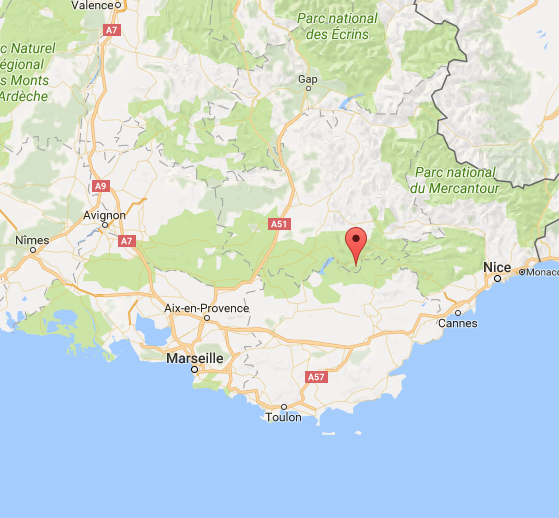 Valence
A7
Parc national
des Écrins
c Naturel
égional
s Monts
Ardèche
Gap
A9
Parc national
du Mercantour
Avignon
A51
Nîmes
A7
Nice
Monaco
Aix-en-Provence
Cannes
Marseille
A57
Toulon